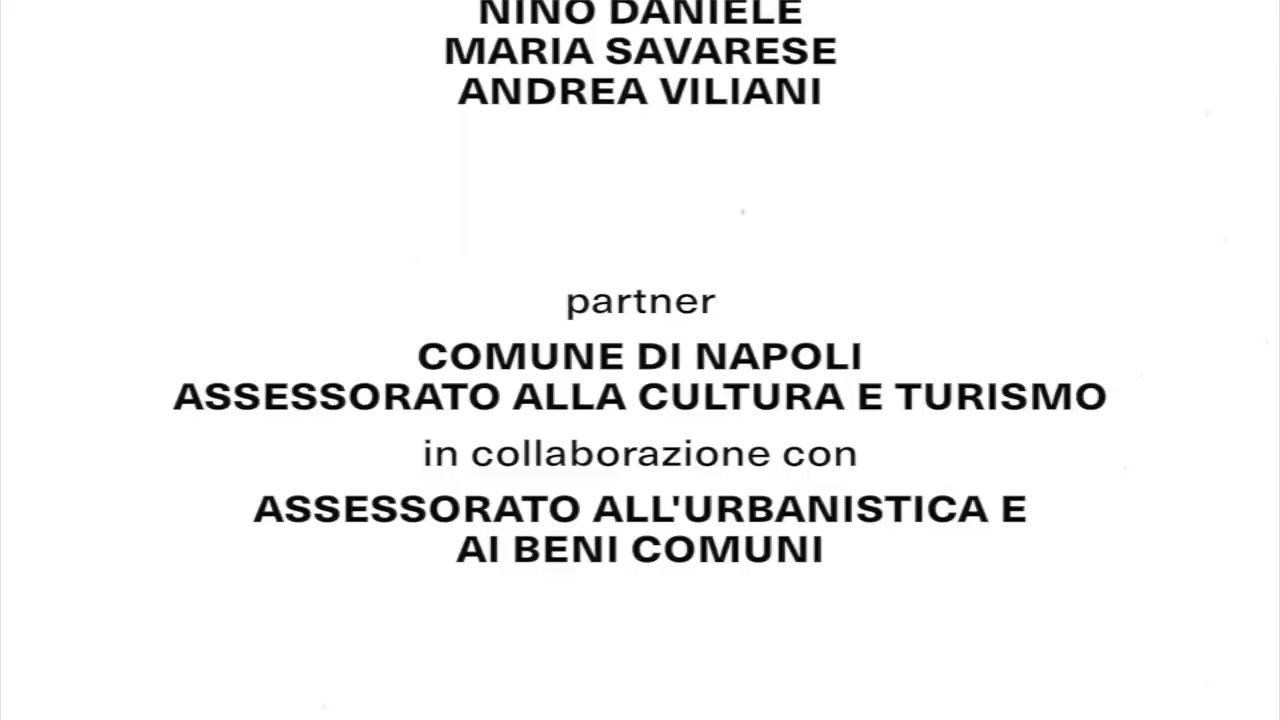 NINO DANIELE
MARIA SAVARESE
ANDREA VILIANI
partner
COMUNE DI NAPOLI
ASSESSORATO ALLA CULTURA E TURISMO
in collaborazione con
ASSESSORATO ALL'URBANISTICA E
AI BENI COMUNI